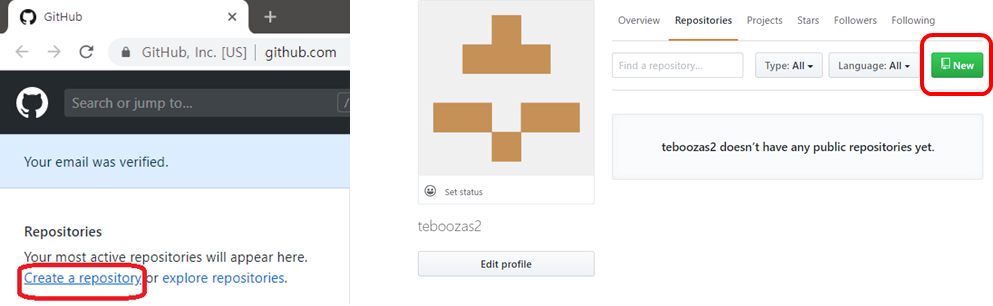 GitHub
GitHub, Inc. [US] | github.com
Search or jump to...
/
Your email was verified.
Repositories
Your most active repositories will appear here.
Create a repository or explore repositories.
Set status
teboozas2
Edit profile
Overview Repositories Projects Stars Followers Following
Find a repository... Type: All Language: All New
teboozas2 doesn't have any public repositories yet.